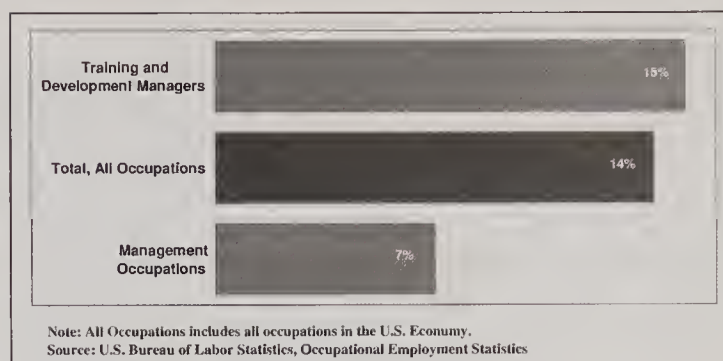 Training and
Development Managers
15%
Total, All Occupations
14%
Management
Occupations
7%
Note: All Occupations includes all occupations in the U.S. Economy.
Source: U.S. Bureau of Labor Statistics, Occupational Employment Statistics